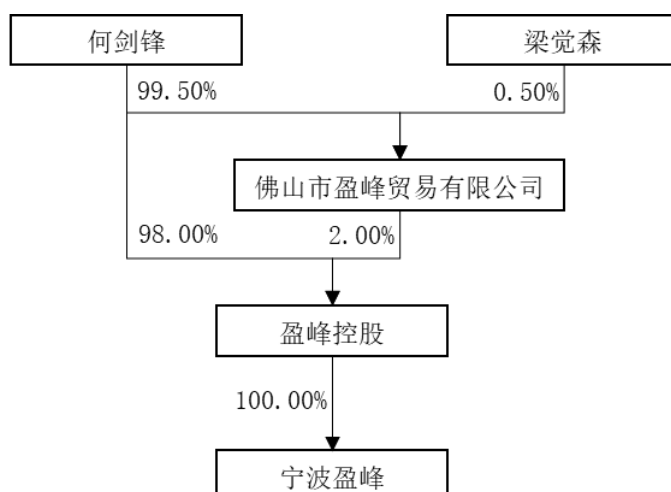 何剑锋
梁觉森
99.50%
0.50%
佛山市盈峰贸易有限公司
98.00%
2.00%
盈峰控股
100.00%
宁波盈峰